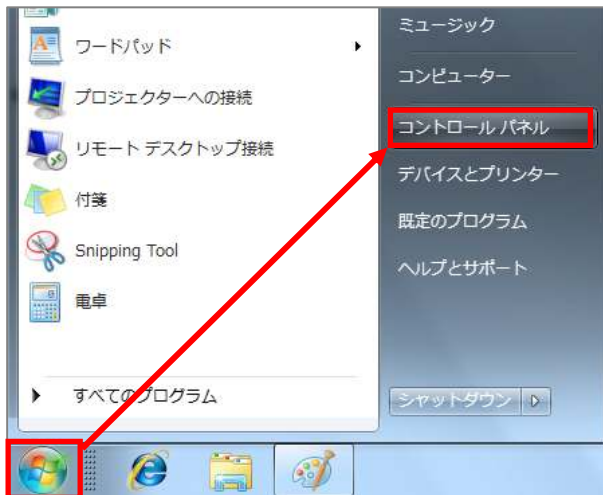 ワードパッド
プロジェクターへの接続
リモート デスクトップ接続
付箋
Snipping Tool
電卓
すべてのプログラム
ミュージック
コンピューター
コントロール パネル
デバイスとプリンター
既定のプログラム
ヘルプとサポート
シャットダウン